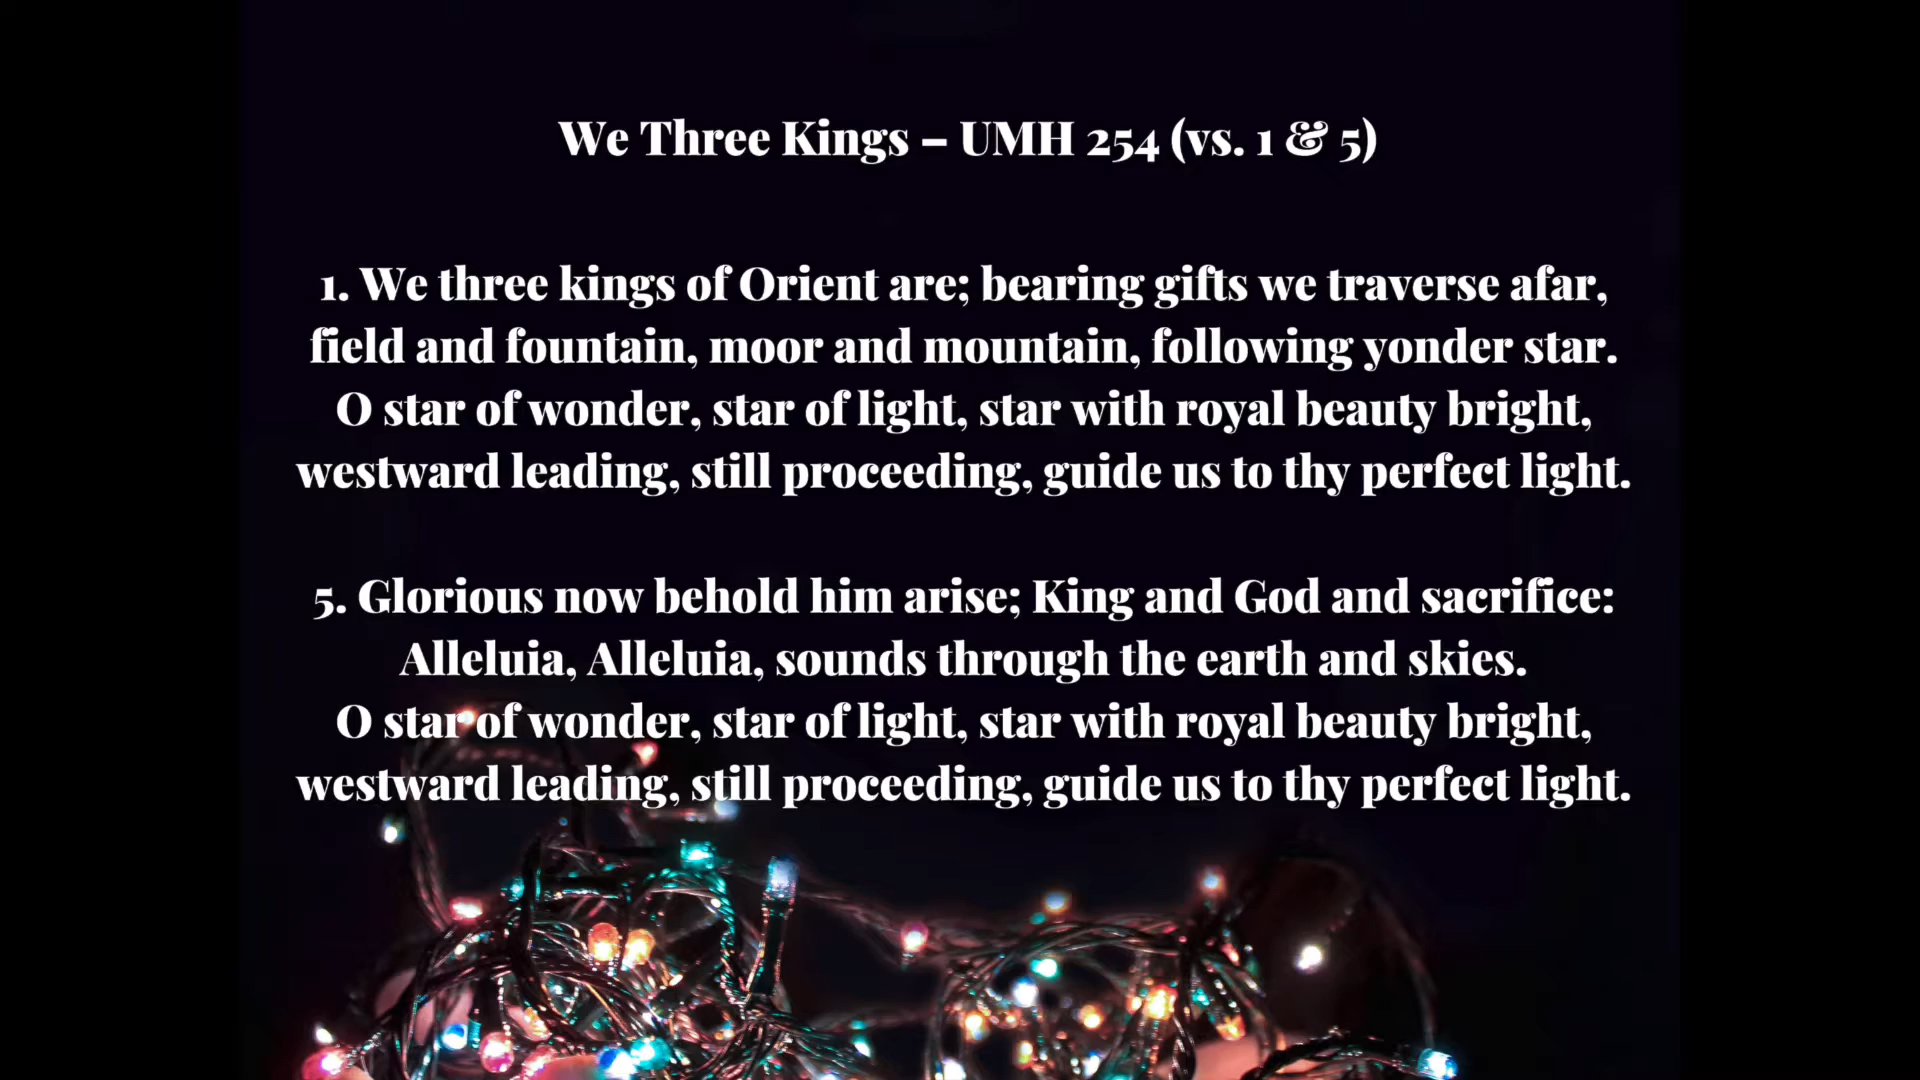 We Three Kings – UMH 254 (vs. 1 & 5)
1. We three kings of Orient are; bearing gifts we traverse afar,
field and fountain, moor and mountain, following yonder star.
O star of wonder, star of light, star with royal beauty bright,
westward leading, still proceeding, guide us to thy perfect light.
5. Glorious now behold him arise; King and God and sacrifice:
Alleluia, Alleluia, sounds through the earth and skies.
O star of wonder, star of light, star with royal beauty bright,
westward leading, still proceeding, guide us to thy perfect light.